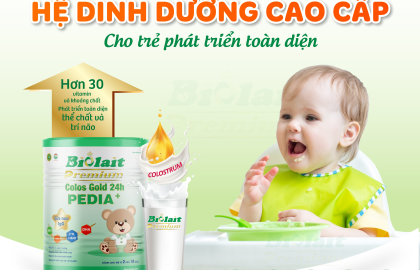 HỆ DINH DƯỠNG CAO CẤP
Cho trẻ phát triển toàn diện
Hơn 30
vitamin
và khoáng chất
Phát triển toàn diện
thể chất và
trí não
Biolait
Premium
Colos Gold 24h
PEDIA+
COLOSTRUM
Biolait
Premium